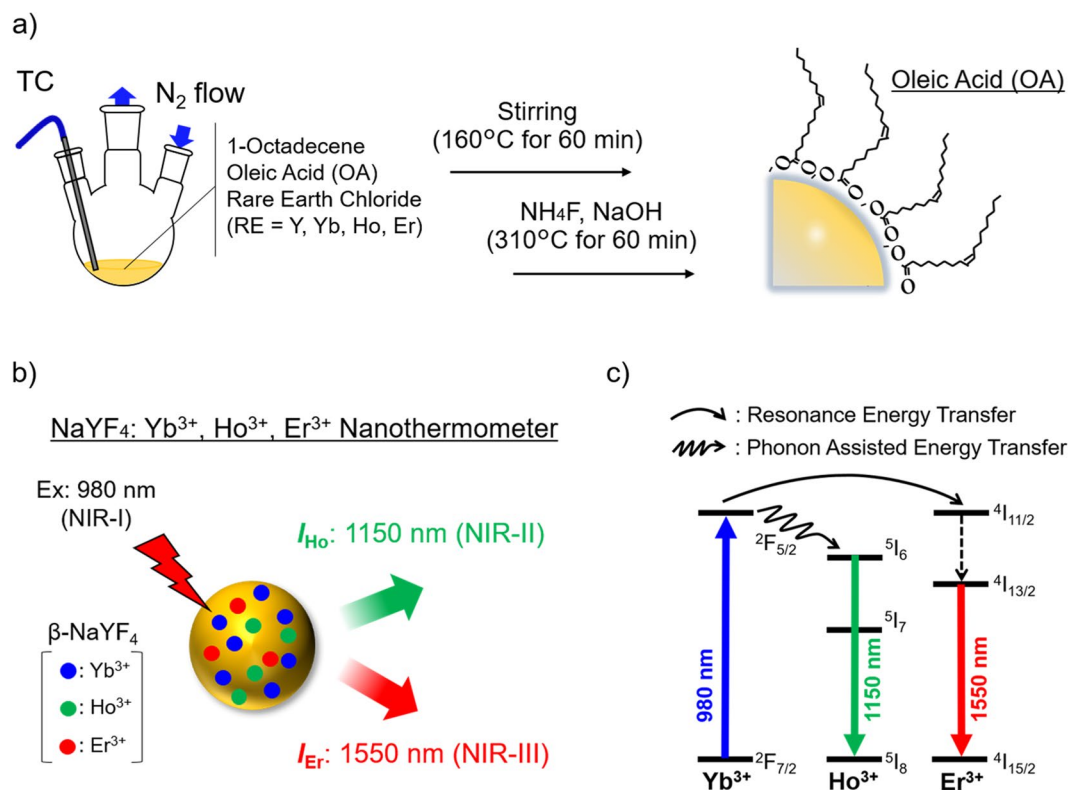 a)
TC
N₂ flow
1-Octadecene
Oleic Acid (OA)
Rare Earth Chloride
(RE = Y, Yb, Ho, Er)
Stirring
(160°C for 60 min)
NH₄F, NaOH
(310°C for 60 min)
Oleic Acid (OA)
O O O O O O O O
b)
NaYF₄: Yb³⁺, Ho³⁺, Er³⁺ Nanothermometer
Ex: 980 nm
(NIR-I)
I_Ho: 1150 nm (NIR-II)
β-NaYF₄
: Yb³⁺
: Ho³⁺
: Er³⁺
I_Er: 1550 nm (NIR-III)
c)
: Resonance Energy Transfer
: Phonon Assisted Energy Transfer
²F₅/₂
⁵I₆
⁴I₁₁/₂
⁴I₁₃/₂
⁵I₇
980 nm
1150 nm
1550 nm
²F₇/₂
⁵I₈
⁴I₁₅/₂
Yb³⁺
Ho³⁺
Er³⁺